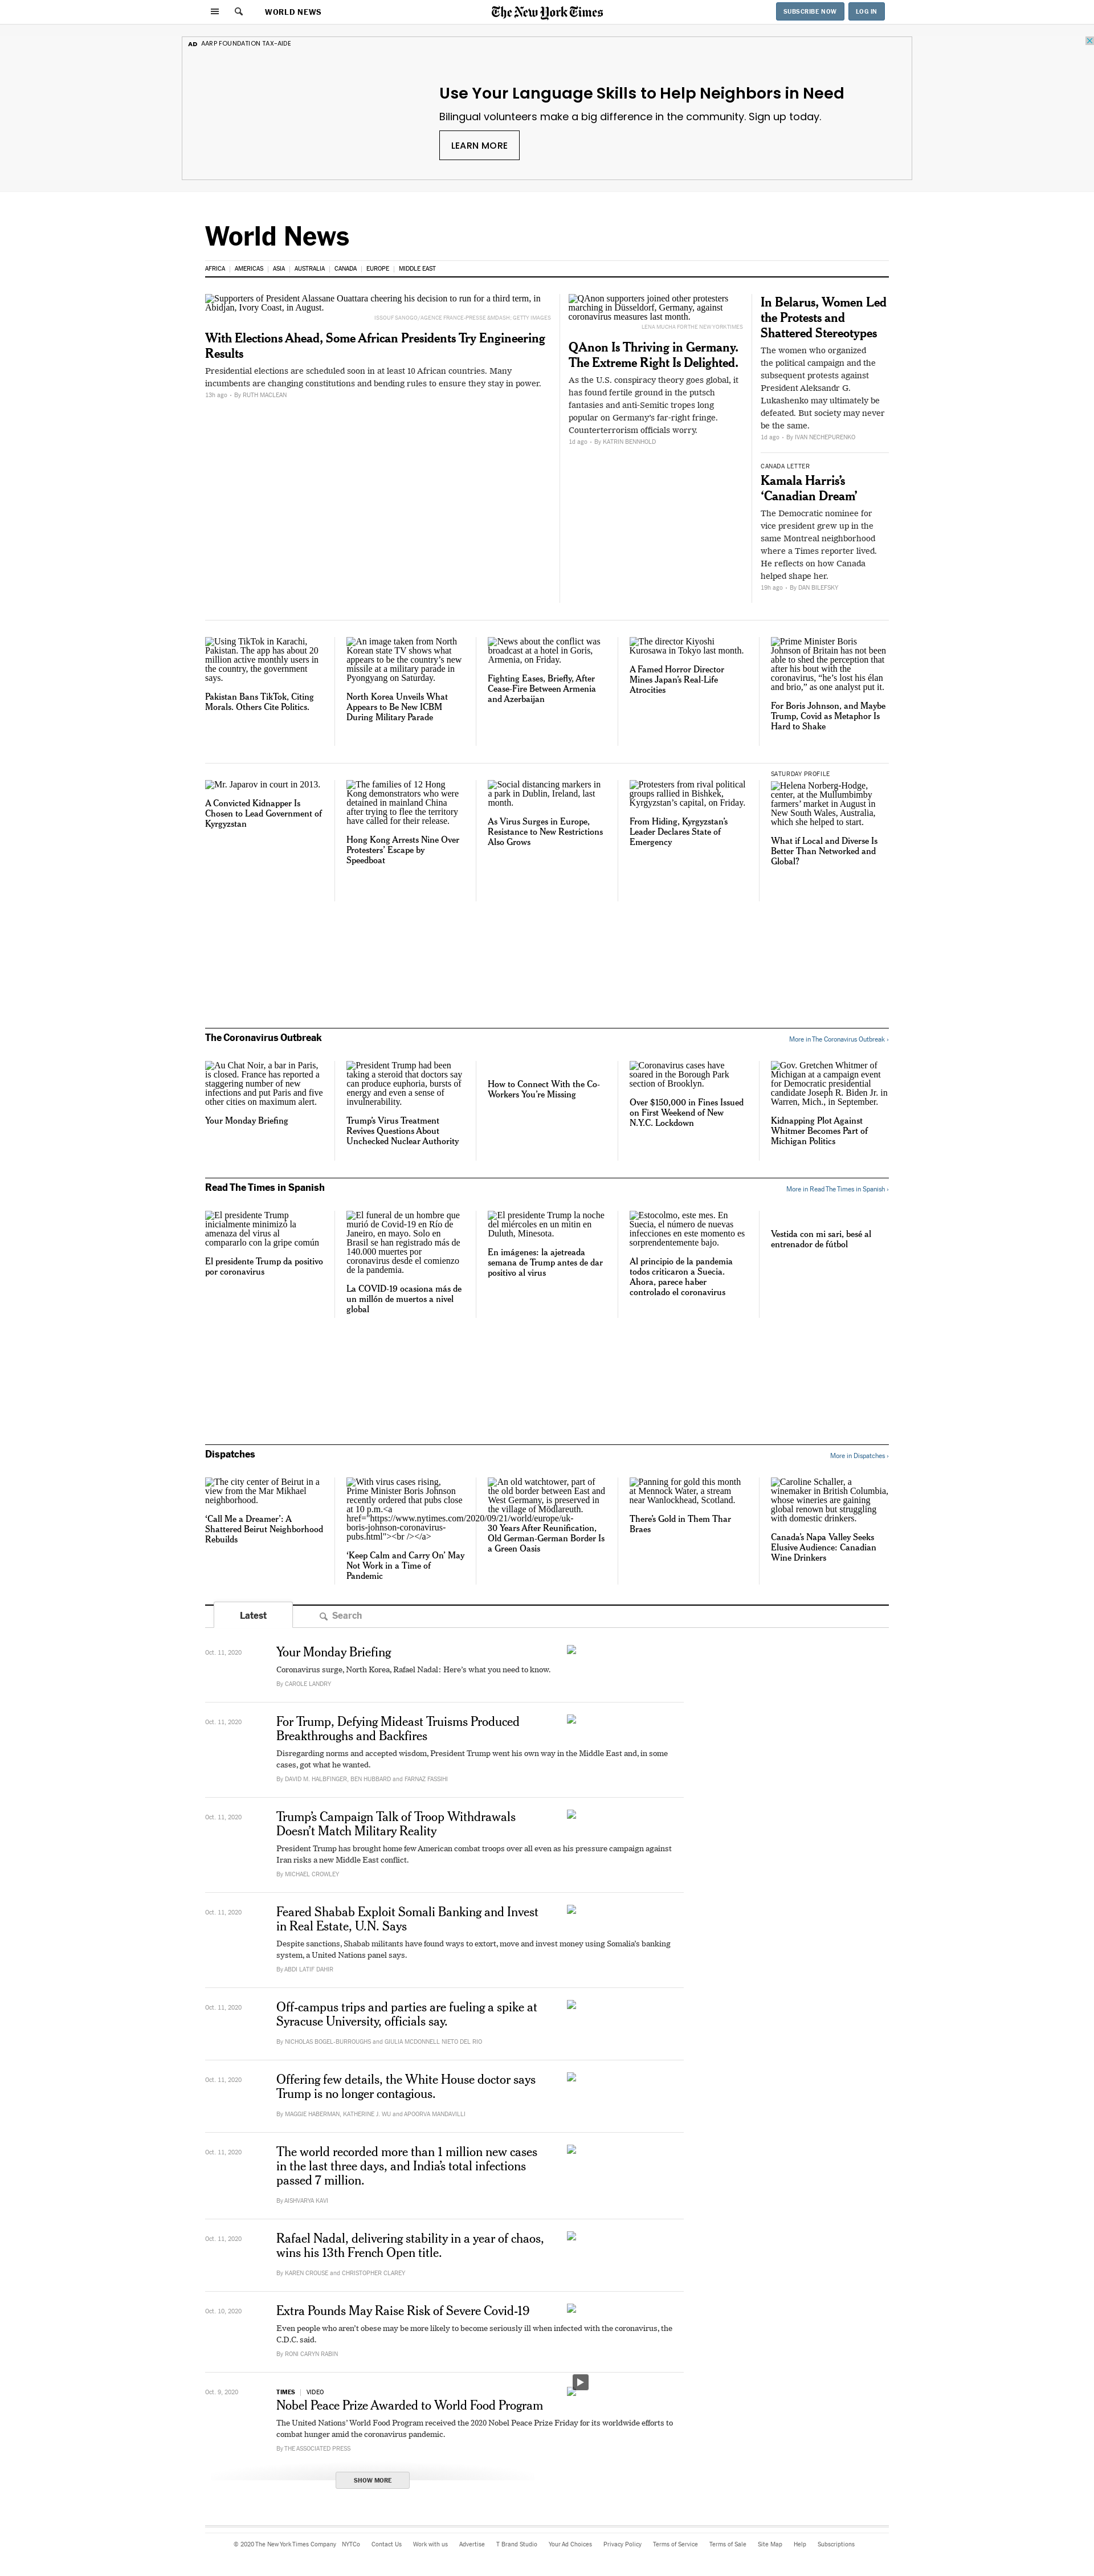 WORLD NEWS
The New York Times
SUBSCRIBE NOW
LOG IN
AD AARP FOUNDATION TAX-AIDE
Use Your Language Skills to Help Neighbors in Need
Bilingual volunteers make a big difference in the community. Sign up today.
LEARN MORE
World News
AFRICA | AMERICAS | ASIA | AUSTRALIA | CANADA | EUROPE | MIDDLE EAST
Supporters of President Alassane Ouattara cheering his decision to run for a third term, in
Abidjan, Ivory Coast, in August.
ISSOUF SANOGO/AGENCE FRANCE-PRESSE &MDASH; GETTY IMAGES
With Elections Ahead, Some African Presidents Try Engineering
Results
Presidential elections are scheduled soon in at least 10 African countries. Many
incumbents are changing constitutions and bending rules to ensure they stay in power.
13h ago - By RUTH MACLEAN
QAnon supporters joined other protesters
marching in Düsseldorf, Germany, against
coronavirus measures last month.
LENA MUCHA FOR THE NEW YORK TIMES
QAnon Is Thriving in Germany.
The Extreme Right Is Delighted.
As the U.S. conspiracy theory goes global, it
has found fertile ground in the putsch
fantasies and anti-Semitic tropes long
popular on Germany's far-right fringe.
Counterterrorism officials worry.
1d ago - By KATRIN BENNHOLD
In Belarus, Women Led
the Protests and
Shattered Stereotypes
The women who organized
the political campaign and the
subsequent protests against
President Aleksandr G.
Lukashenko may ultimately be
defeated. But society may never
be the same.
1d ago - By IVAN NECHEPURENKO
CANADA LETTER
Kamala Harris's
‘Canadian Dream’
The Democratic nominee for
vice president grew up in the
same Montreal neighborhood
where a Times reporter lived.
He reflects on how Canada
helped shape her.
19h ago - By DAN BILEFSKY
Using TikTok in Karachi,
Pakistan. The app has about 20
million active monthly users in
the country, the government
says.
Pakistan Bans TikTok, Citing
Morals. Others Cite Politics.
An image taken from North
Korean state TV shows what
appears to be the country's new
missile at a military parade in
Pyongyang on Saturday.
North Korea Unveils What
Appears to Be New ICBM
During Military Parade
News about the conflict was
broadcast at a hotel in Goris,
Armenia, on Friday.
Fighting Eases, Briefly, After
Cease-Fire Between Armenia
and Azerbaijan
The director Kiyoshi
Kurosawa in Tokyo last month.
A Famed Horror Director
Mines Japan's Real-Life
Atrocities
Prime Minister Boris
Johnson of Britain has not been
able to shed the perception that
after his bout with the
coronavirus, “he's lost his élan
and brio,” as one analyst put it.
For Boris Johnson, and Maybe
Trump, Covid as Metaphor Is
Hard to Shake
Mr. Japarov in court in 2013.
A Convicted Kidnapper Is
Chosen to Lead Government of
Kyrgyzstan
The families of 12 Hong
Kong demonstrators who were
detained in mainland China
after trying to flee the territory
have called for their release.
Hong Kong Arrests Nine Over
Protesters' Escape by
Speedboat
Social distancing markers in
a park in Dublin, Ireland, last
month.
As Virus Surges in Europe,
Resistance to New Restrictions
Also Grows
Protesters from rival political
groups rallied in Bishkek,
Kyrgyzstan's capital, on Friday.
From Hiding, Kyrgyzstan's
Leader Declares State of
Emergency
SATURDAY PROFILE
Helena Norberg-Hodge,
center, at the Mullumbimby
farmers' market in August in
New South Wales, Australia,
which she helped to start.
What if Local and Diverse Is
Better Than Networked and
Global?
The Coronavirus Outbreak
More in The Coronavirus Outbreak ›
Au Chat Noir, a bar in Paris,
is closed. France has reported a
staggering number of new
infections and put Paris and five
other cities on maximum alert.
Your Monday Briefing
President Trump had been
taking a steroid that doctors say
can produce euphoria, bursts of
energy and even a sense of
invulnerability.
Trump's Virus Treatment
Revives Questions About
Unchecked Nuclear Authority
How to Connect With the Co-
Workers You're Missing
Coronavirus cases have
soared in the Borough Park
section of Brooklyn.
Over $150,000 in Fines Issued
on First Weekend of New
N.Y.C. Lockdown
Gov. Gretchen Whitmer of
Michigan at a campaign event
for Democratic presidential
candidate Joseph R. Biden Jr. in
Warren, Mich., in September.
Kidnapping Plot Against
Whitmer Becomes Part of
Michigan Politics
Read The Times in Spanish
More in Read The Times in Spanish ›
El presidente Trump
inicialmente minimizó la
amenaza del virus al
compararlo con la gripe común
El presidente Trump da positivo
por coronavirus
El funeral de un hombre que
murió de Covid-19 en Río de
Janeiro, en mayo. Solo en
Brasil se han registrado más de
140.000 muertes por
coronavirus desde el comienzo
de la pandemia.
La COVID-19 ocasiona más de
un millón de muertos a nivel
global
El presidente Trump la noche
del miércoles en un mitin en
Duluth, Minesota.
En imágenes: la ajetreada
semana de Trump antes de dar
positivo al virus
Estocolmo, este mes. En
Suecia, el número de nuevas
infecciones en este momento es
sorprendentemente bajo.
Al principio de la pandemia
todos criticaron a Suecia.
Ahora, parece haber
controlado el coronavirus
Vestida con mi sari, besé al
entrenador de fútbol
Dispatches
More in Dispatches ›
The city center of Beirut in a
view from the Mar Mikhael
neighborhood.
‘Call Me a Dreamer’: A
Shattered Beirut Neighborhood
Rebuilds
With virus cases rising,
Prime Minister Boris Johnson
recently ordered that pubs close
at 10 p.m.<a
href="https://www.nytimes.com/2020/09/21/world/europe/uk-
boris-johnson-coronavirus-
pubs.html"><br /></a>
‘Keep Calm and Carry On’ May
Not Work in a Time of
Pandemic
An old watchtower, part of
the old border between East and
West Germany, is preserved in
the village of Mödlareuth.
30 Years After Reunification,
Old German-German Border Is
a Green Oasis
Panning for gold this month
at Mennock Water, a stream
near Wanlockhead, Scotland.
There's Gold in Them Thar
Braes
Caroline Schaller, a
winemaker in British Columbia,
whose wineries are gaining
global renown but struggling
with domestic drinkers.
Canada's Napa Valley Seeks
Elusive Audience: Canadian
Wine Drinkers
Latest
Search
Oct. 11, 2020
Your Monday Briefing
Coronavirus surge, North Korea, Rafael Nadal: Here's what you need to know.
By CAROLE LANDRY
Oct. 11, 2020
For Trump, Defying Mideast Truisms Produced
Breakthroughs and Backfires
Disregarding norms and accepted wisdom, President Trump went his own way in the Middle East and, in some
cases, got what he wanted.
By DAVID M. HALBFINGER, BEN HUBBARD and FARNAZ FASSIHI
Oct. 11, 2020
Trump's Campaign Talk of Troop Withdrawals
Doesn't Match Military Reality
President Trump has brought home few American combat troops over all even as his pressure campaign against
Iran risks a new Middle East conflict.
By MICHAEL CROWLEY
Oct. 11, 2020
Feared Shabab Exploit Somali Banking and Invest
in Real Estate, U.N. Says
Despite sanctions, Shabab militants have found ways to extort, move and invest money using Somalia's banking
system, a United Nations panel says.
By ABDI LATIF DAHIR
Oct. 11, 2020
Off-campus trips and parties are fueling a spike at
Syracuse University, officials say.
By NICHOLAS BOGEL-BURROUGHS and GIULIA MCDONNELL NIETO DEL RIO
Oct. 11, 2020
Offering few details, the White House doctor says
Trump is no longer contagious.
By MAGGIE HABERMAN, KATHERINE J. WU and APOORVA MANDAVILLI
Oct. 11, 2020
The world recorded more than 1 million new cases
in the last three days, and India's total infections
passed 7 million.
By AISHVARYA KAVI
Oct. 11, 2020
Rafael Nadal, delivering stability in a year of chaos,
wins his 13th French Open title.
By KAREN CROUSE and CHRISTOPHER CLAREY
Oct. 10, 2020
Extra Pounds May Raise Risk of Severe Covid-19
Even people who aren't obese may be more likely to become seriously ill when infected with the coronavirus, the
C.D.C. said.
By RONI CARYN RABIN
Oct. 9, 2020
TIMES | VIDEO
Nobel Peace Prize Awarded to World Food Program
The United Nations' World Food Program received the 2020 Nobel Peace Prize Friday for its worldwide efforts to
combat hunger amid the coronavirus pandemic.
By THE ASSOCIATED PRESS
SHOW MORE
© 2020 The New York Times Company NYTCo Contact Us Work with us Advertise T Brand Studio Your Ad Choices Privacy Policy Terms of Service Terms of Sale Site Map Help Subscriptions